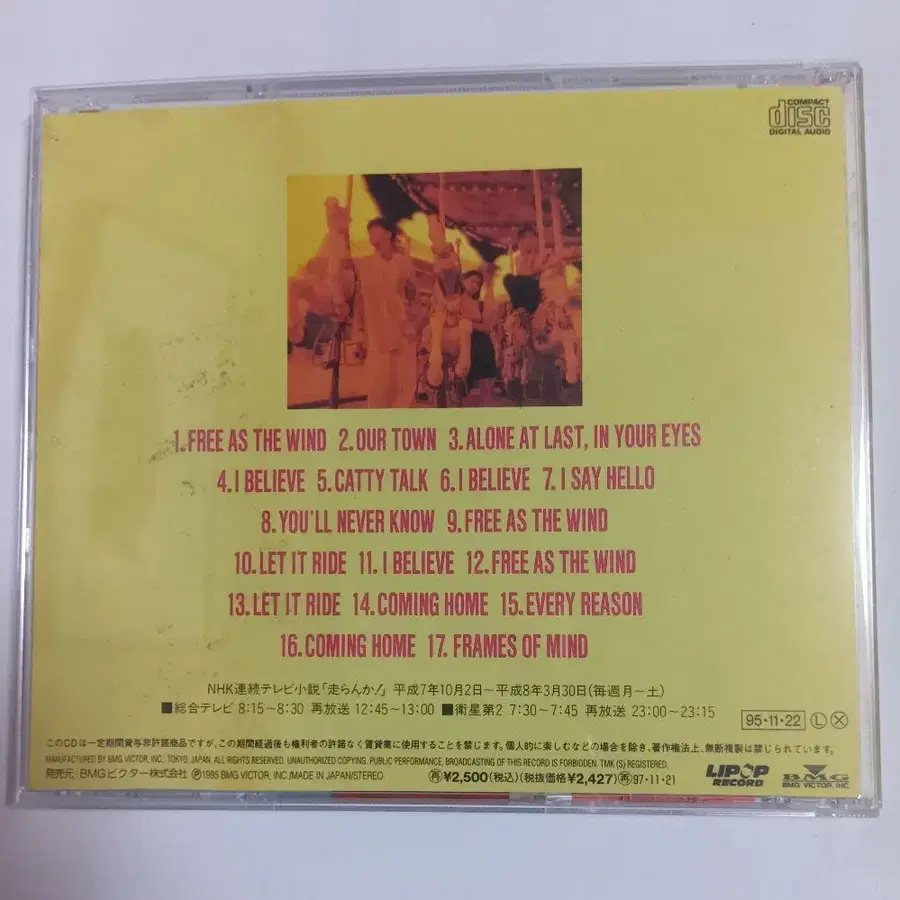 COMPACT
disc
DIGITAL AUDIO
1.FREE AS THE WIND 2.OUR TOWN 3.ALONE AT LAST, IN YOUR EYES
4.I BELIEVE 5.CATTY TALK 6.I BELIEVE 7.I SAY HELLO
8.YOU'LL NEVER KNOW 9.FREE AS THE WIND
10.LET IT RIDE 11.I BELIEVE 12.FREE AS THE WIND
13.LET IT RIDE 14.COMING HOME 15.EVERY REASON
16.COMING HOME 17.FRAMES OF MIND
NHK連続テレビ小説「走らんか!」 平成7年10月2日～平成8年3月30日(毎週月～土)
■総合テレビ 8:15～8:30 再放送 12:45～13:00 ■衛星第2 7:30～7:45 再放送 23:00～23:15
95・11・22 Ⓛ Ⓧ
このCDは一定期間貸与非許諾商品ですが、この期間経過後も権利者の許諾なく賃貸業に使用することを禁じます。個人的に楽しむなどの場合を除き、著作権法上、無断複製は禁じられています。
MANUFACTURED BY BMG VICTOR, INC., TOKYO, JAPAN. ALL RIGHTS RESERVED. UNAUTHORIZED COPYING, PUBLIC PERFORMANCE, BROADCASTING OF THIS RECORD IS FORBIDDEN. TMK (S) REGISTERED.
発売元:BMGビクター株式会社 Ⓟ1995 BMG VICTOR, INC./MADE IN JAPAN/STEREO ㊢¥2,500(税込)(税抜価格¥2,427)㊢97・11・21
LIPOP
RECORD
BMG
BMG VICTOR, INC.